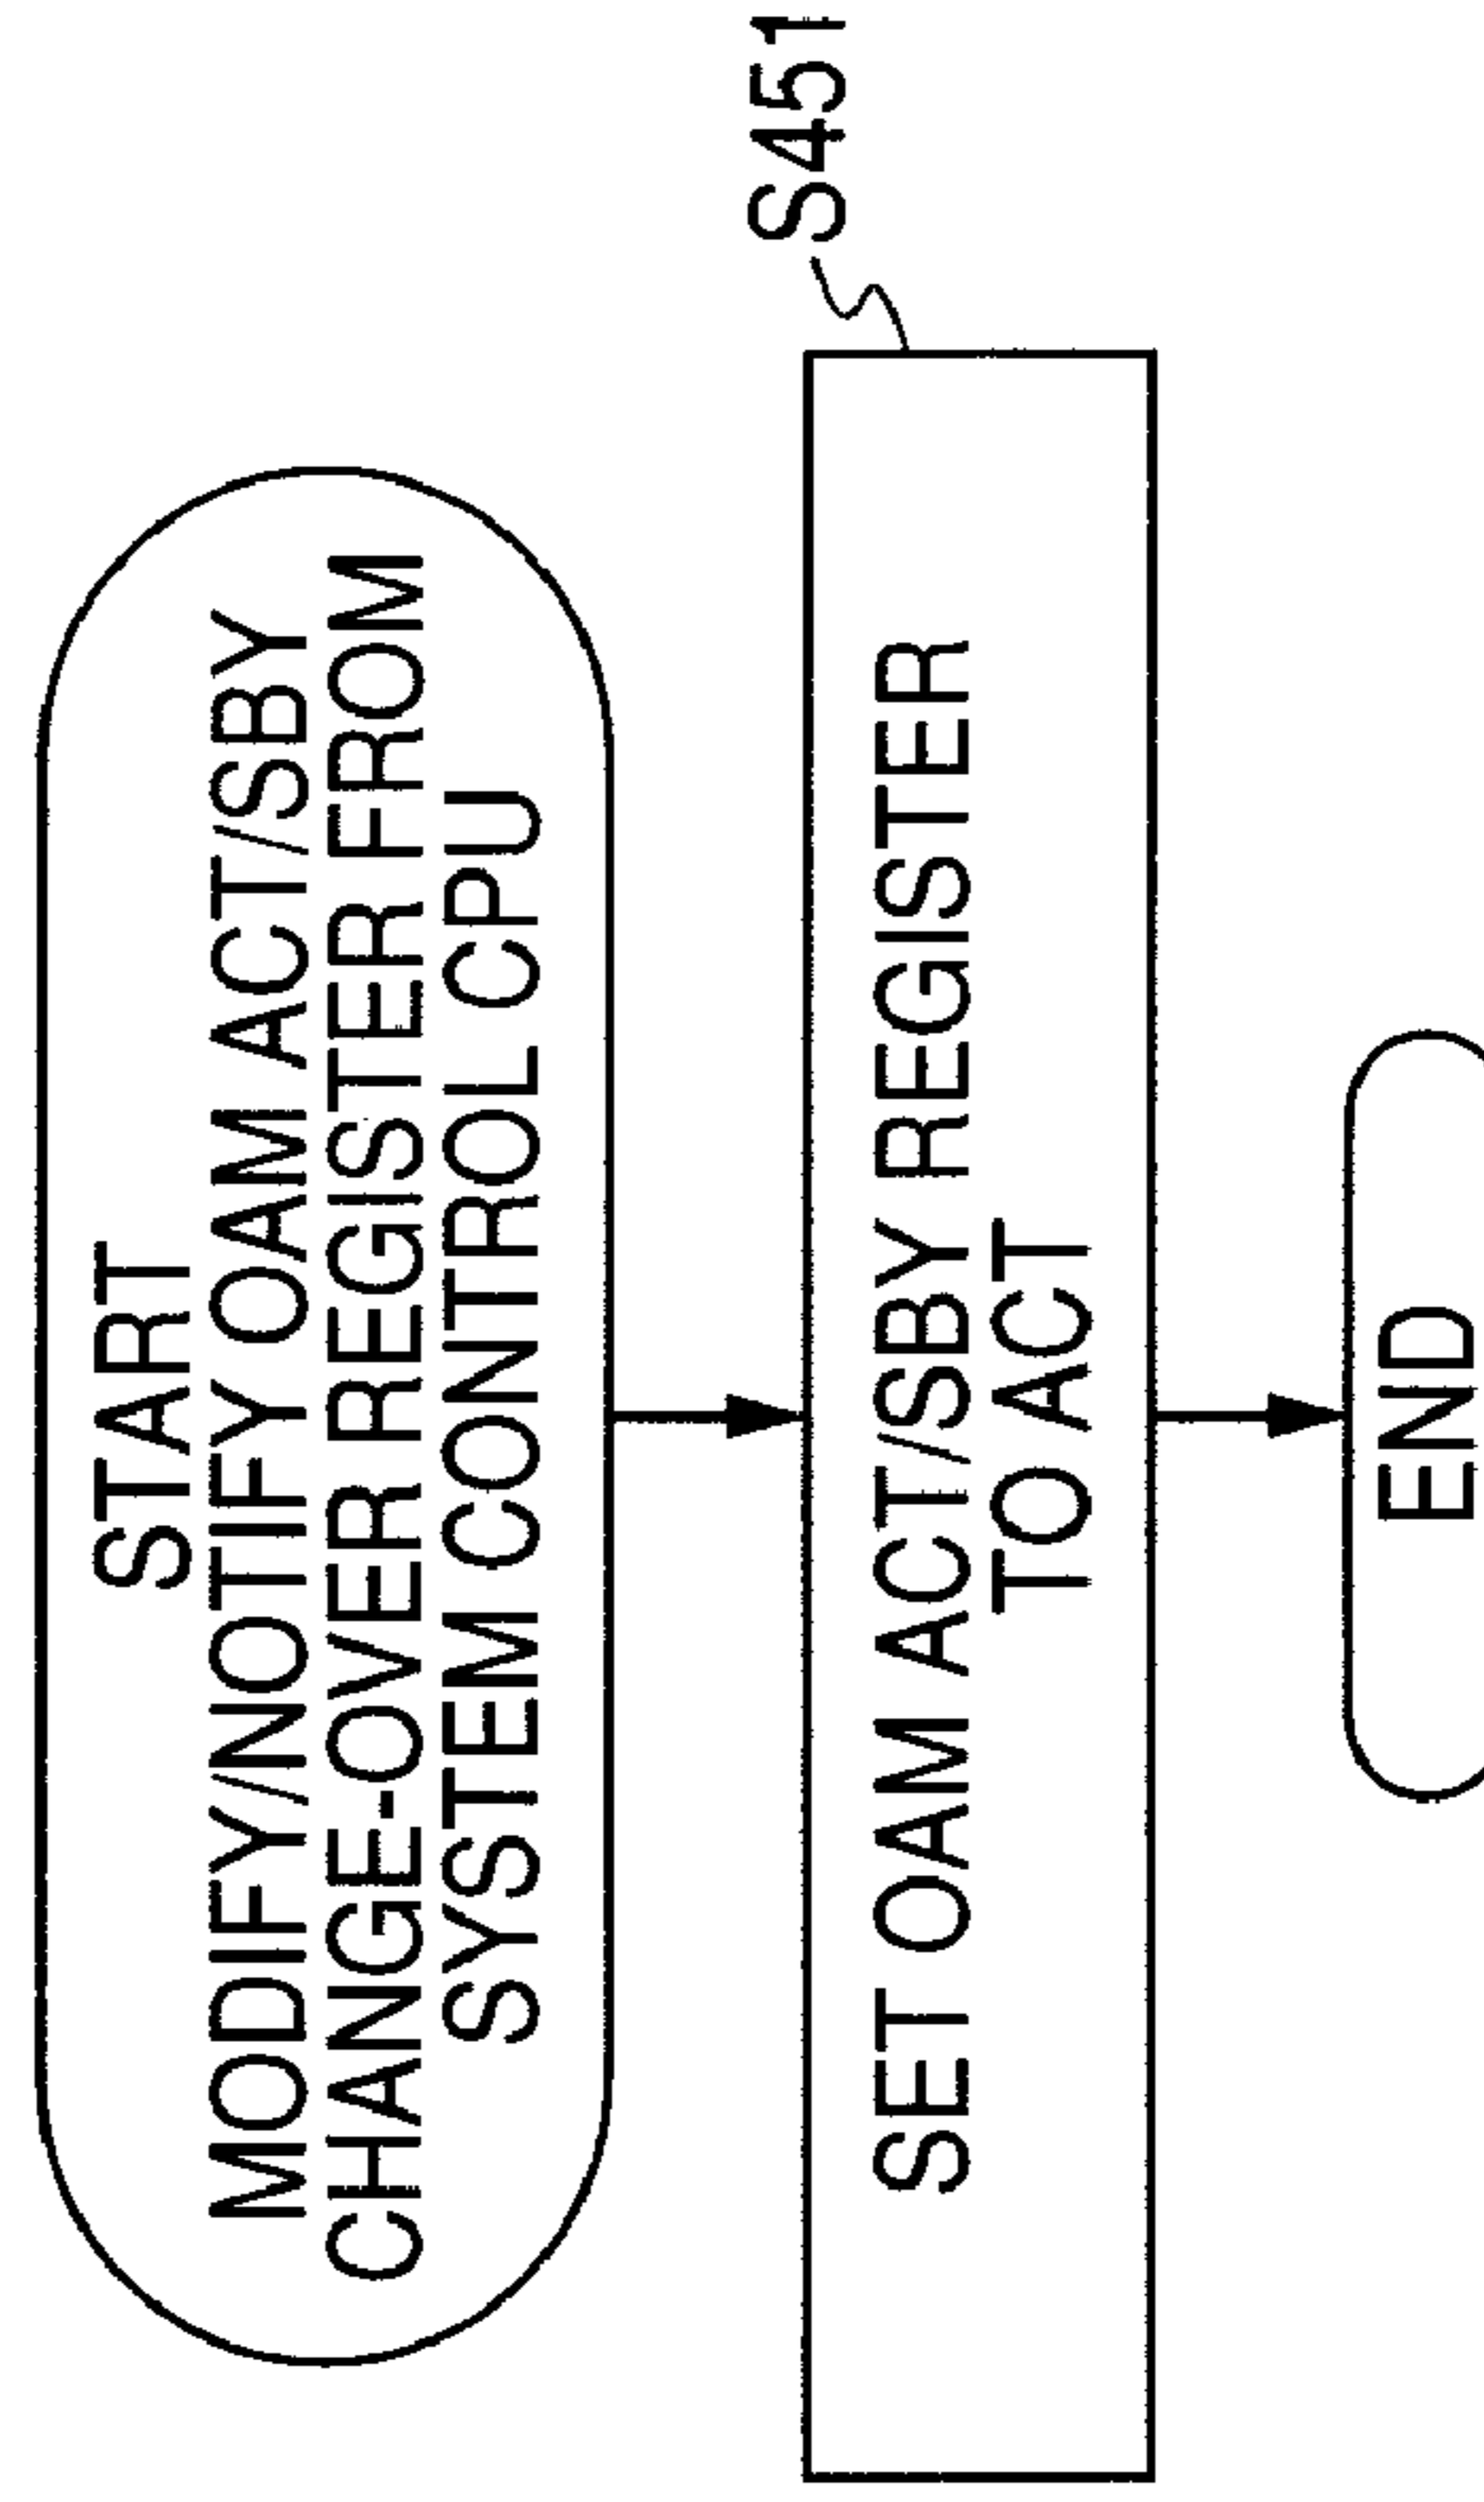 START
MODIFY/NOTIFY OAM ACT/SBY
CHANGE-OVER REGISTER FROM
SYSTEM CONTROL CPU
S451
SET OAM ACT/SBY REGISTER
TO ACT
END